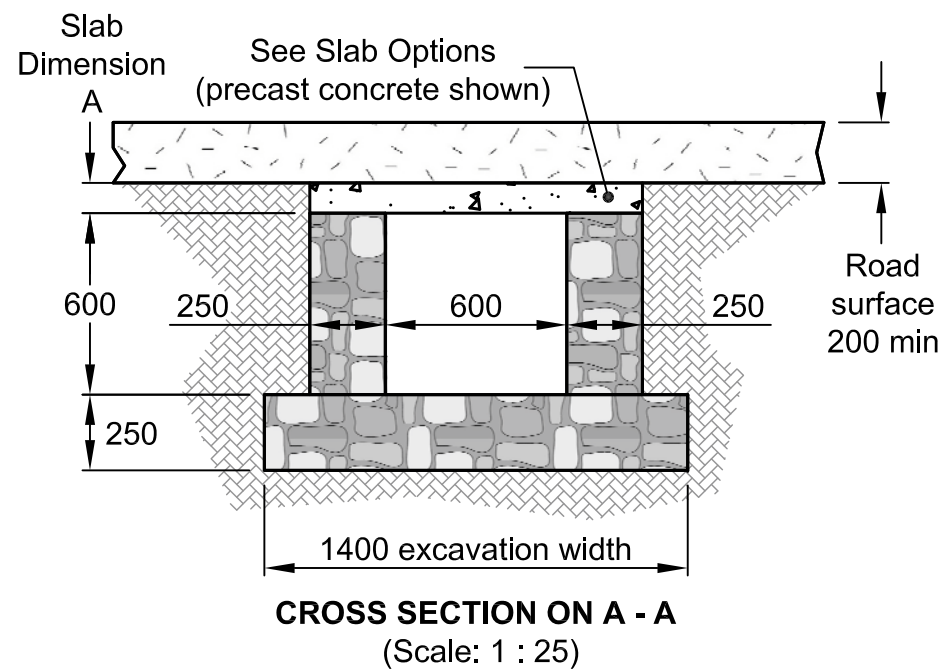 Slab
Dimension
A
See Slab Options
(precast concrete shown)
Road
surface
200 min
600
250
600
250
250
1400 excavation width
CROSS SECTION ON A - A
(Scale: 1 : 25)